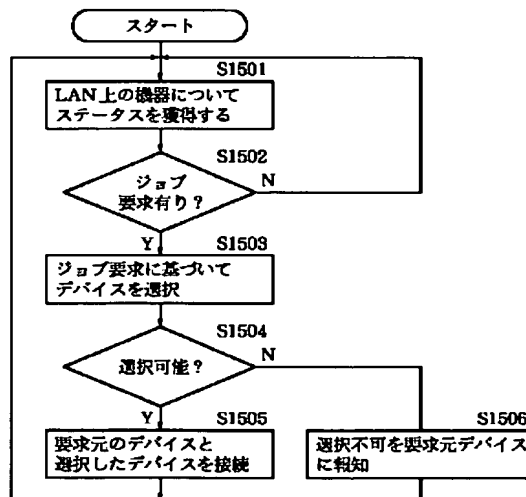 スタート
S1501
LAN上の機器について
ステータスを獲得する
S1502
ジョブ
要求有り？
N
Y
S1503
ジョブ要求に基づいて
デバイスを選択
S1504
選択可能？
N
Y
S1505
要求元のデバイスと
選択したデバイスを接続
S1506
選択不可を要求元デバイス
に報知